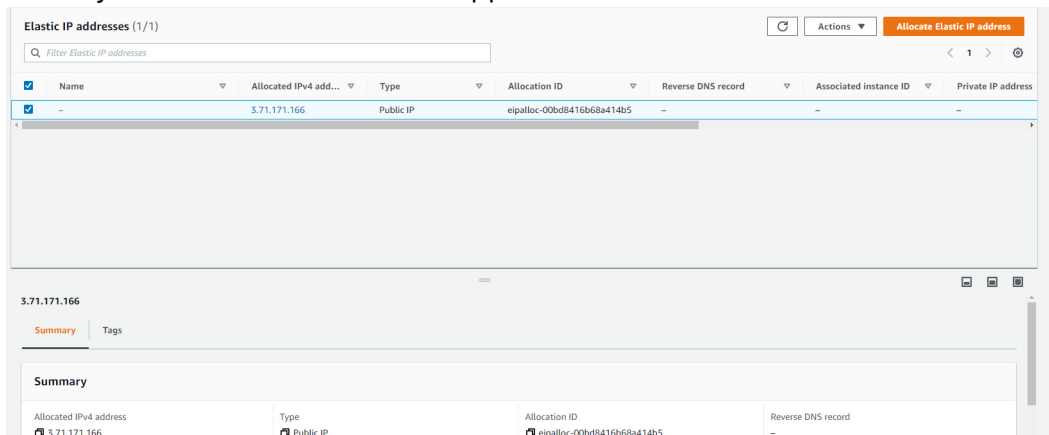 Elastic IP addresses (1/1) Actions Allocate Elastic IP address
Filter Elastic IP addresses 1
Name Allocated IPv4 add... Type Allocation ID Reverse DNS record Associated instance ID Private IP address
– 3.71.171.166 Public IP eipalloc-00bd8416b68a414b5 – – –
3.71.171.166
Summary Tags
Summary
Allocated IPv4 address Type Allocation ID Reverse DNS record
3.71.171.166 Public IP eipalloc-00bd8416b68a414b5 –